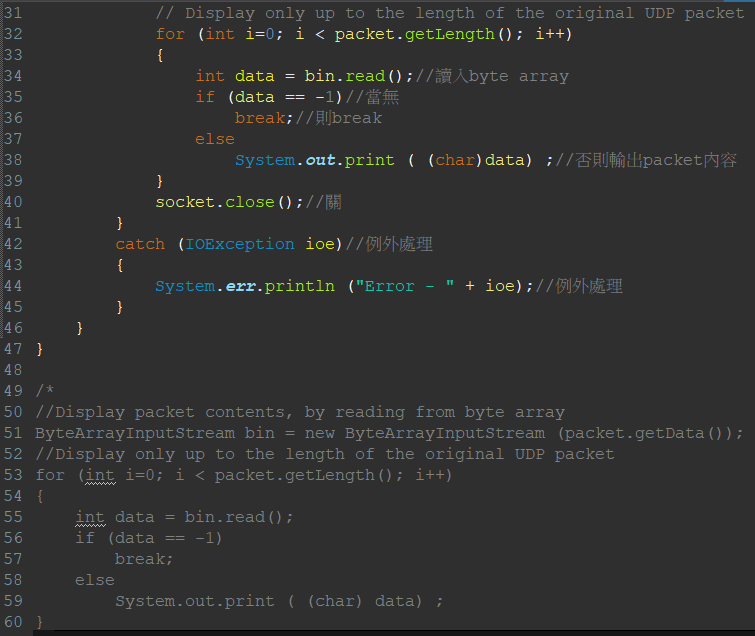 31 // Display only up to the length of the original UDP packet
32 for (int i=0; i < packet.getLength(); i++)
33 {
34 int data = bin.read();//讀入byte array
35 if (data == -1)//當無
36 break;//則break
37 else
38 System.out.print ( (char)data) ;//否則輸出packet內容
39 }
40 socket.close();//關
41 }
42 catch (IOException ioe)//例外處理
43 {
44 System.err.println ("Error - " + ioe);//例外處理
45 }
46 }
47 }
48
49 /*
50 //Display packet contents, by reading from byte array
51 ByteArrayInputStream bin = new ByteArrayInputStream (packet.getData());
52 //Display only up to the length of the original UDP packet
53 for (int i=0; i < packet.getLength(); i++)
54 {
55 int data = bin.read();
56 if (data == -1)
57 break;
58 else
59 System.out.print ( (char) data) ;
60 }